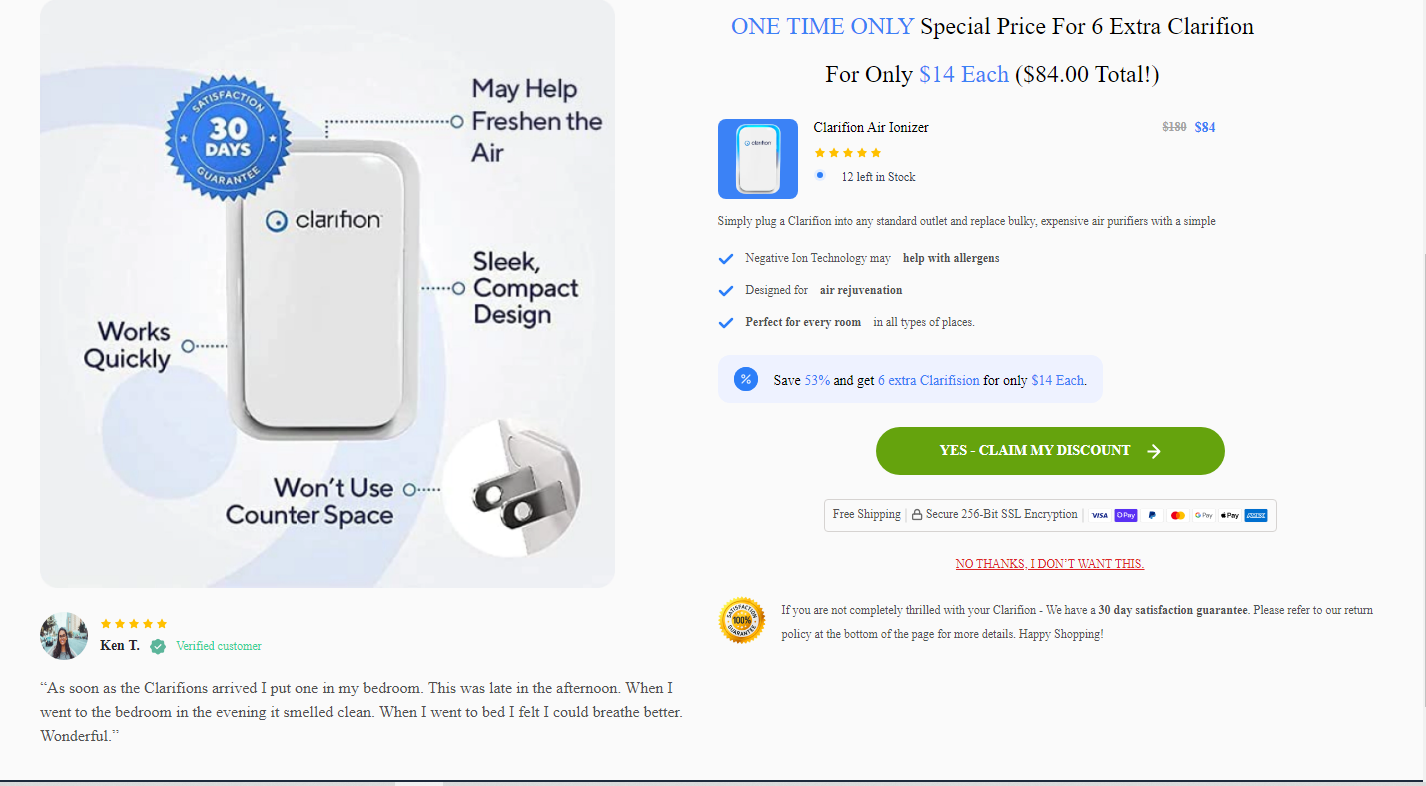 ONE TIME ONLY Special Price For 6 Extra Clarifion
For Only $14 Each ($84.00 Total!)
SATISFACTION
30
DAYS
GUARANTEE
May Help
Freshen the
Air
clarifion
Sleek,
Compact
Design
Works
Quickly
Won't Use
Counter Space
Ken T.
Verified customer
“As soon as the Clarifions arrived I put one in my bedroom. This was late in the afternoon. When I
went to the bedroom in the evening it smelled clean. When I went to bed I felt I could breathe better.
Wonderful.”
clarifion
Clarifion Air Ionizer
$180 $84
12 left in Stock
Simply plug a Clarifion into any standard outlet and replace bulky, expensive air purifiers with a simple
Negative Ion Technology may help with allergens
Designed for air rejuvenation
Perfect for every room in all types of places.
% Save 53% and get 6 extra Clarifision for only $14 Each.
YES - CLAIM MY DISCOUNT
Free Shipping | Secure 256-Bit SSL Encryption | VISA O Pay G Pay Pay AMEX
NO THANKS, I DON’T WANT THIS.
SATISFACTION
100%
GUARANTEE
If you are not completely thrilled with your Clarifion - We have a 30 day satisfaction guarantee. Please refer to our return
policy at the bottom of the page for more details. Happy Shopping!